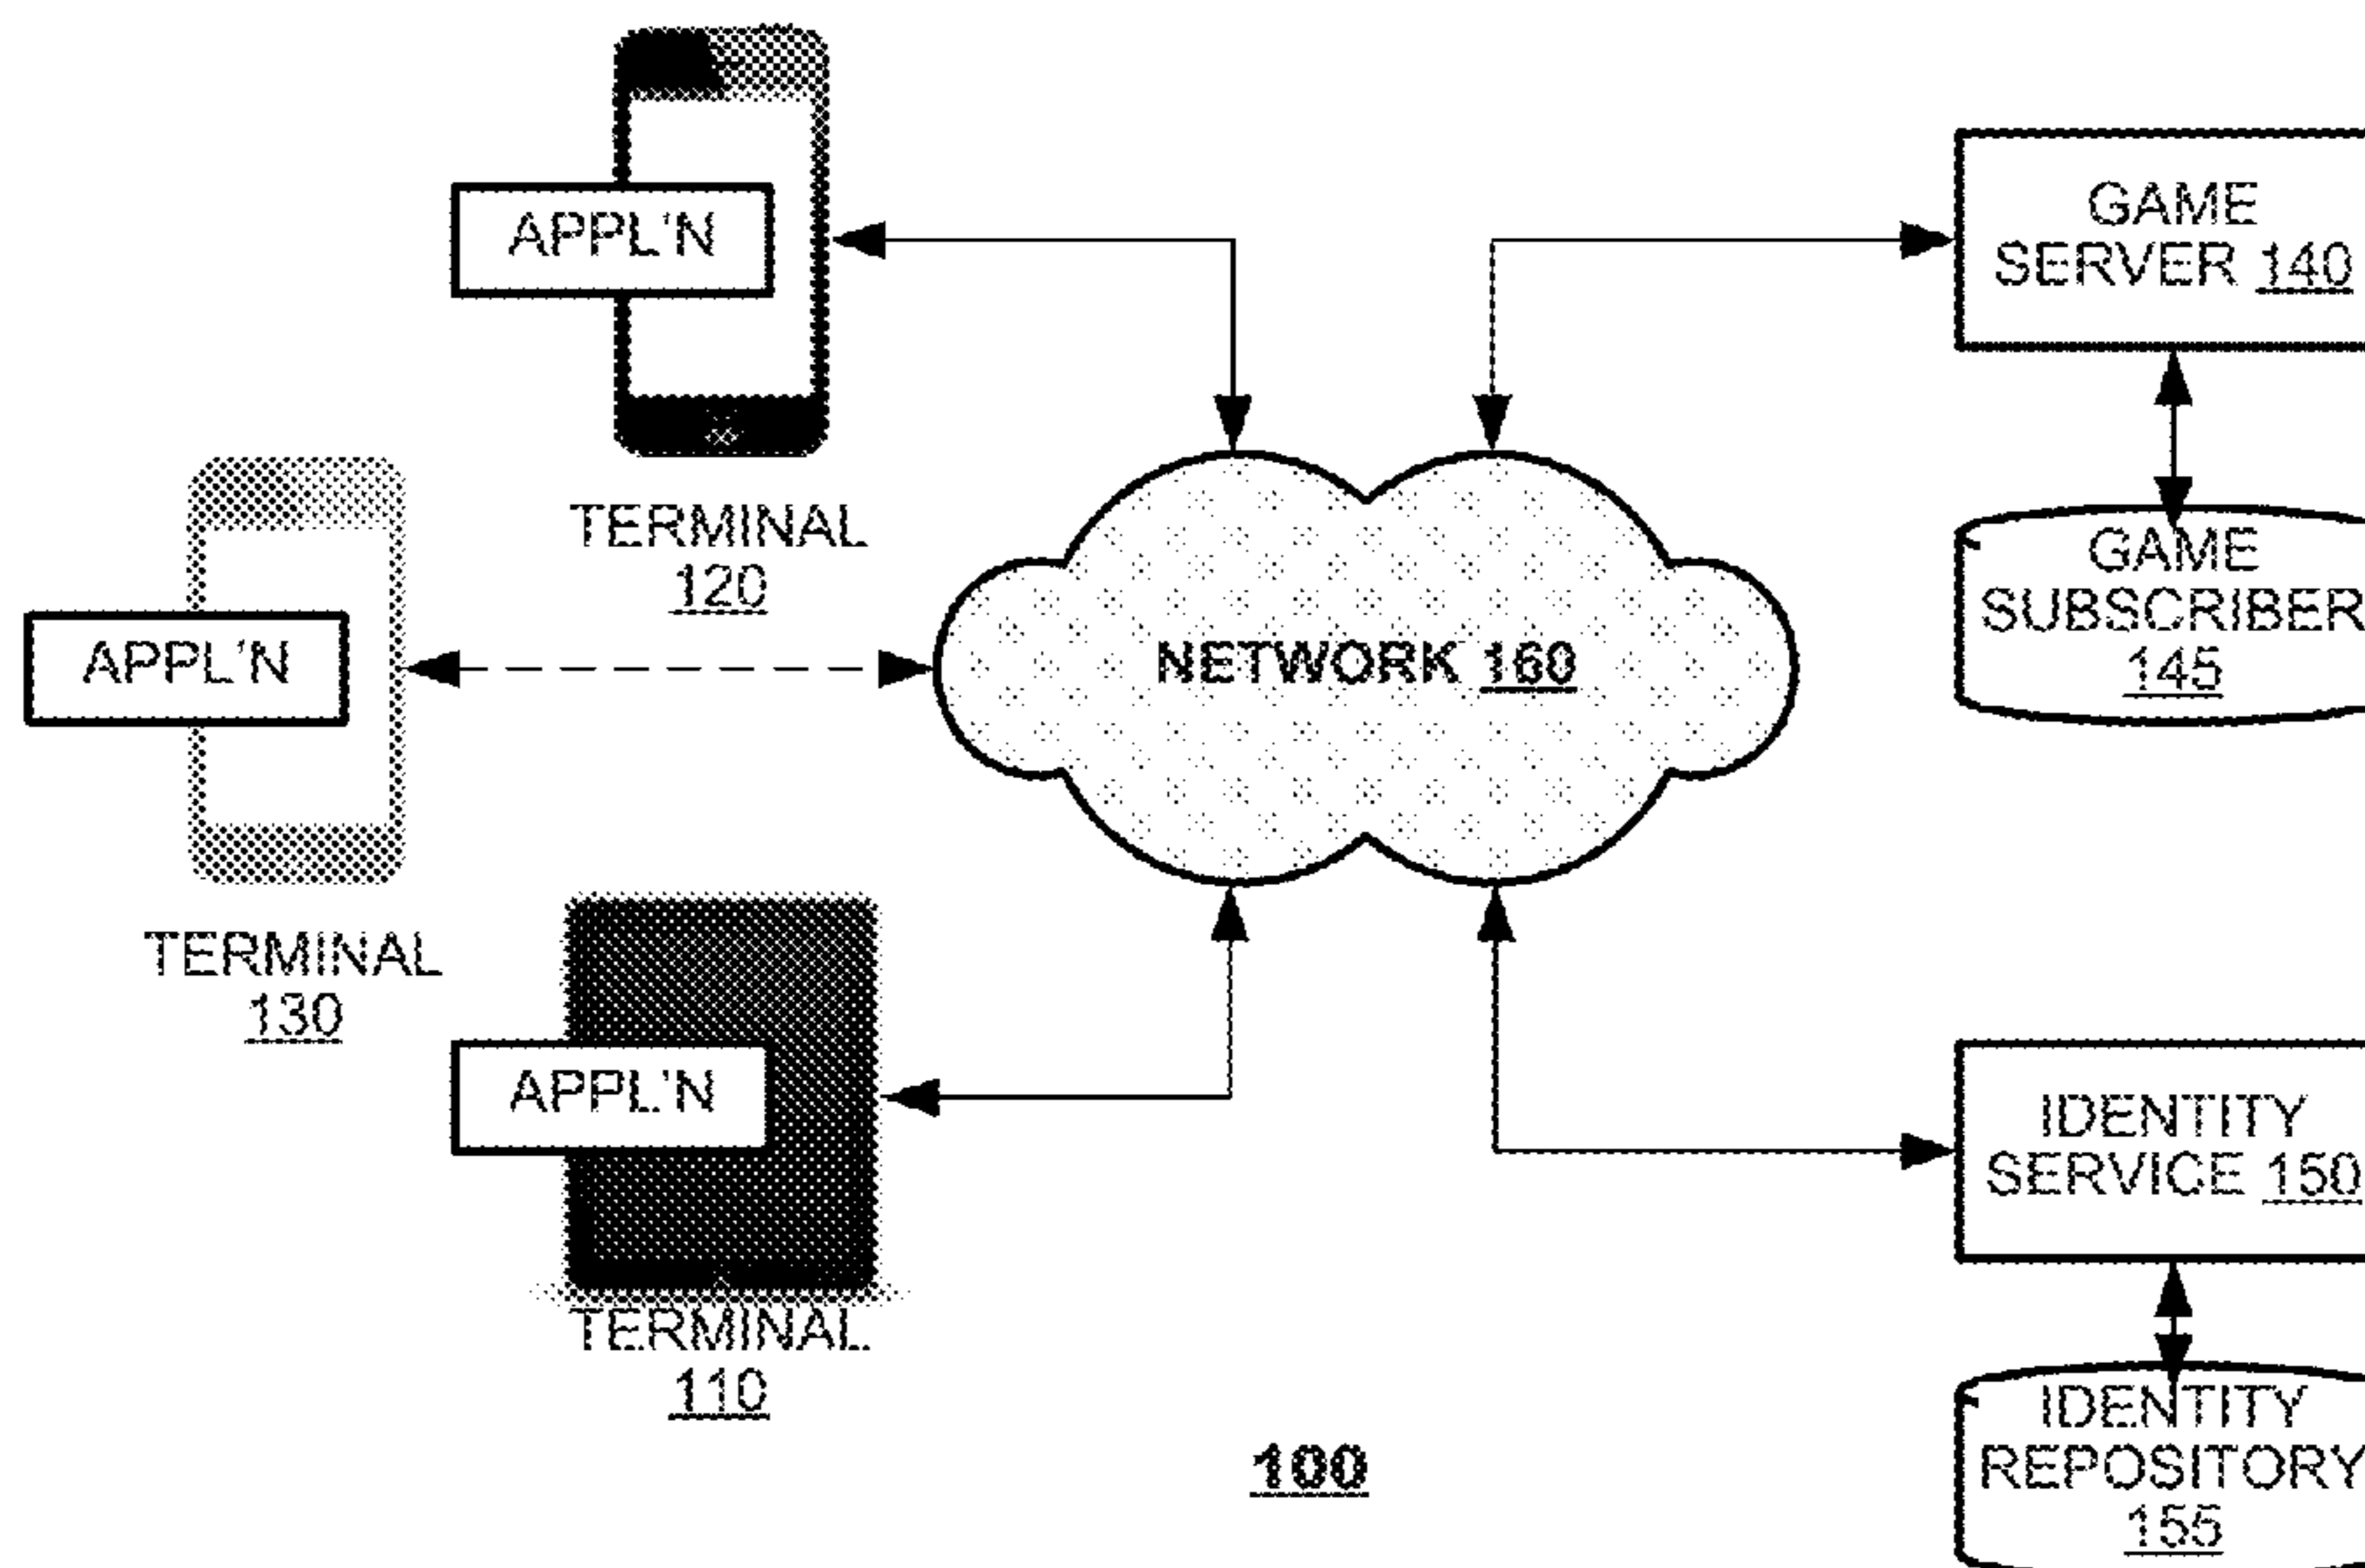 APPL'N
TERMINAL
120
APPL'N
TERMINAL
130
APPL'N
TERMINAL
110
NETWORK 160
GAME
SERVER 140
GAME
SUBSCRIBER
145
IDENTITY
SERVICE 150
IDENTITY
REPOSITORY
155
100